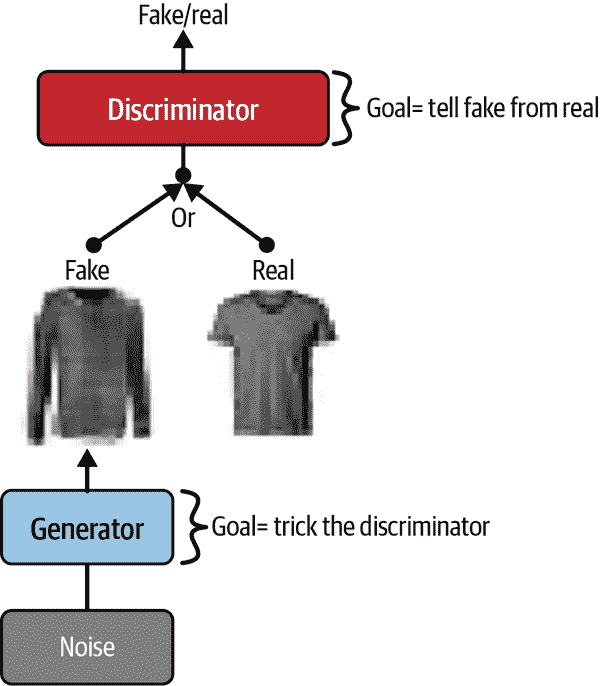 Fake/real
Discriminator
Goal= tell fake from real
Or
Fake
Real
Generator
Goal= trick the discriminator
Noise